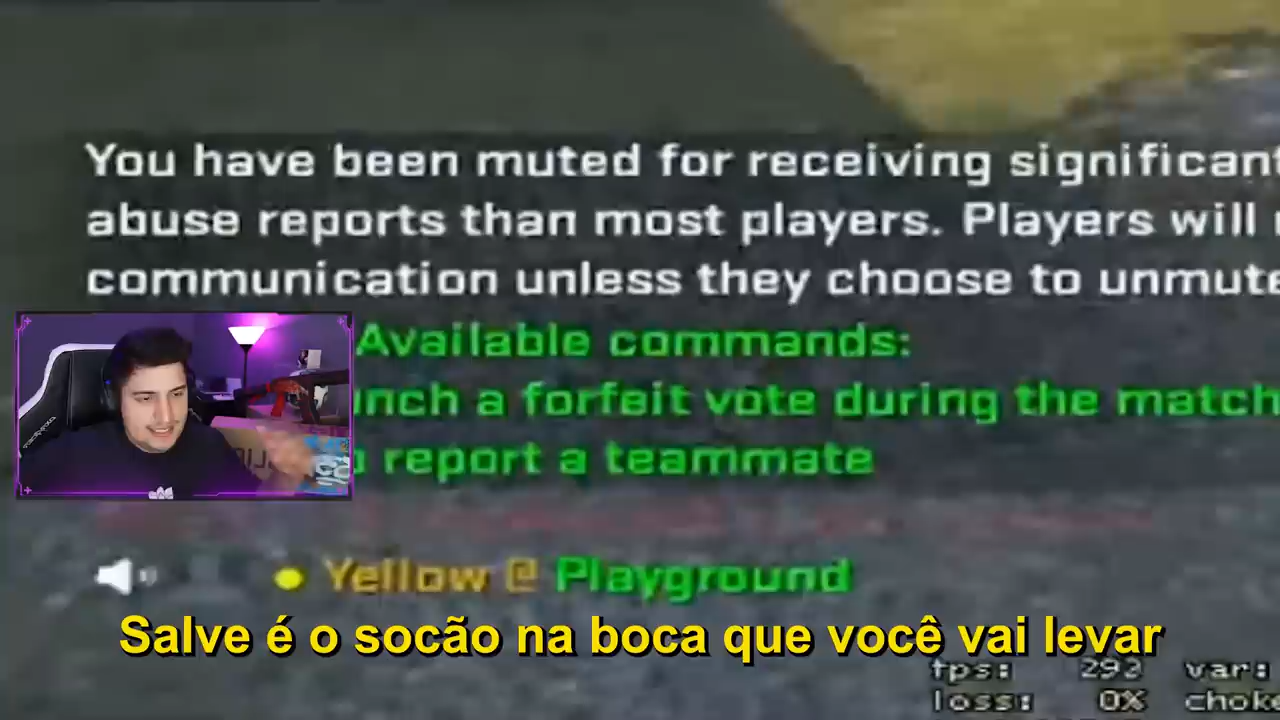 You have been muted for receiving significant
abuse reports than most players. Players will
communication unless they choose to unmute
Available commands:
a forfeit vote during the match
report a teammate
Yellow @ Playground
Salve é o socão na boca que você vai levar
fps: 292 var:
loss: 0% choke